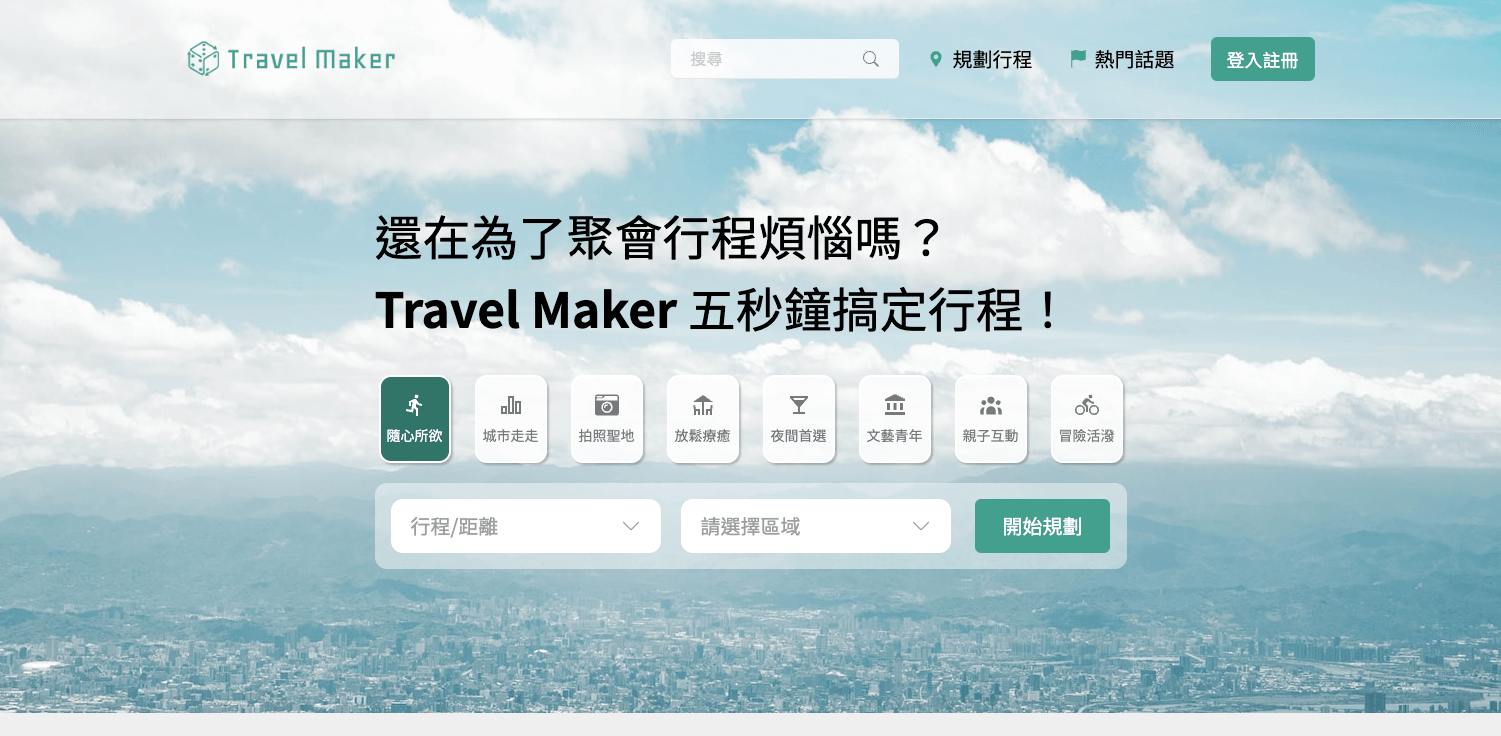 Travel Maker
搜尋
規劃行程
熱門話題
登入註冊
還在為了聚會行程煩惱嗎？
Travel Maker 五秒鐘搞定行程！
隨心所欲
城市走走
拍照聖地
放鬆療癒
夜間首選
文藝青年
親子互動
冒險活潑
行程/距離
請選擇區域
開始規劃